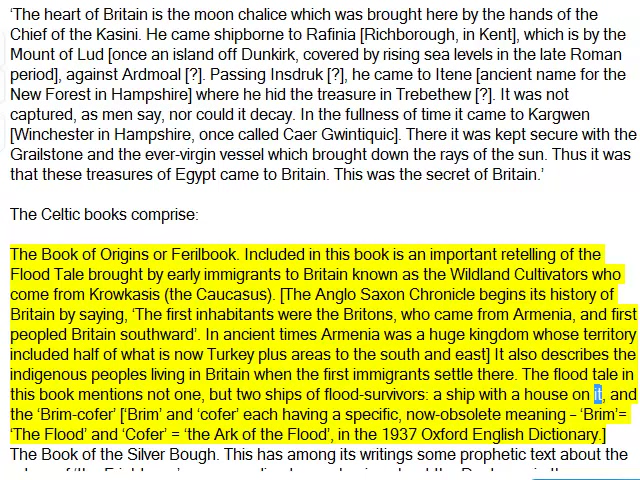 ‘The heart of Britain is the moon chalice which was brought here by the hands of the
Chief of the Kasini. He came shipborne to Rafinia [Richborough, in Kent], which is by the
Mount of Lud [once an island off Dunkirk, covered by rising sea levels in the late Roman
period], against Ardmoal [?]. Passing Insdruk [?], he came to Itene [ancient name for the
New Forest in Hampshire] where he hid the treasure in Trebethew [?]. It was not
captured, as men say, nor could it decay. In the fullness of time it came to Kargwen
[Winchester in Hampshire, once called Caer Gwintiquic]. There it was kept secure with the
Grailstone and the ever-virgin vessel which brought down the rays of the sun. Thus it was
that these treasures of Egypt came to Britain. This was the secret of Britain.’
The Celtic books comprise:
The Book of Origins or Ferilbook. Included in this book is an important retelling of the
Flood Tale brought by early immigrants to Britain known as the Wildland Cultivators who
come from Krowkasis (the Caucasus). [The Anglo Saxon Chronicle begins its history of
Britain by saying, ‘The first inhabitants were the Britons, who came from Armenia, and first
peopled Britain southward’. In ancient times Armenia was a huge kingdom whose territory
included half of what is now Turkey plus areas to the south and east] It also describes the
indigenous peoples living in Britain when the first immigrants settle there. The flood tale in
this book mentions not one, but two ships of flood-survivors: a ship with a house on it, and
the ‘Brim-cofer’ [‘Brim’ and ‘cofer’ each having a specific, now-obsolete meaning – ‘Brim’=
‘The Flood’ and ‘Cofer’ = ‘the Ark of the Flood’, in the 1937 Oxford English Dictionary.]
The Book of the Silver Bough. This has among its writings some prophetic text about the